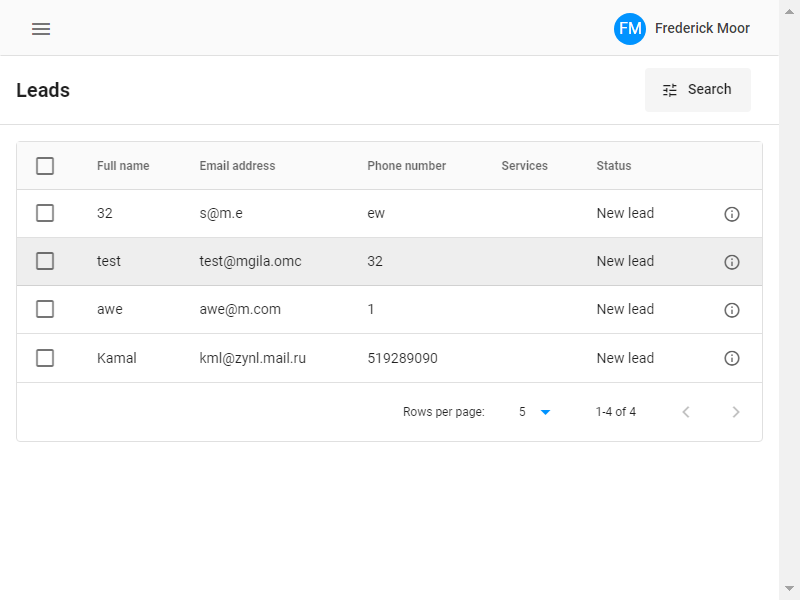 FM Frederick Moor
Leads
Search
Full name Email address Phone number Services Status
32 s@m.e ew New lead
test test@mgila.omc 32 New lead
awe awe@m.com 1 New lead
Kamal kml@zynl.mail.ru 519289090 New lead
Rows per page: 5 1-4 of 4